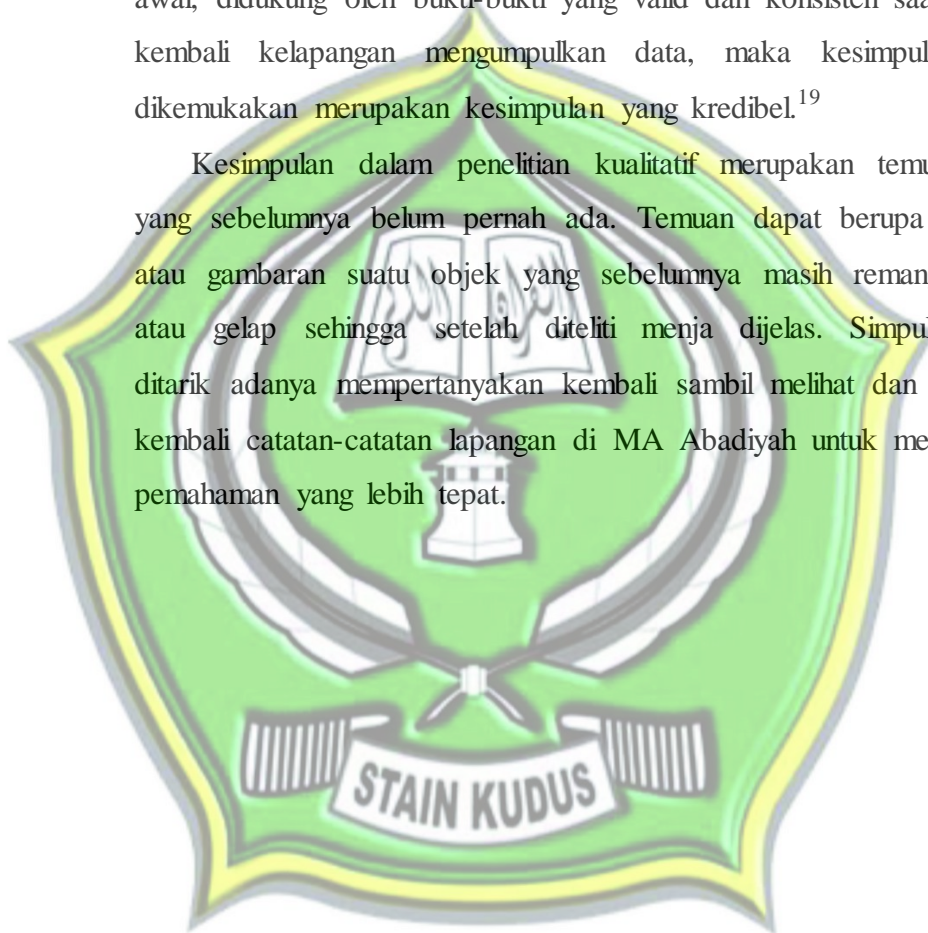 awal, didukung oleh bukti-bukti yang valid dan konsisten saa
kembali kelapangan mengumpulkan data, maka kesimpul
dikemukakan merupakan kesimpulan yang kredibel.19
Kesimpulan dalam penelitian kualitatif merupakan temu
yang sebelumnya belum pernah ada. Temuan dapat berupa
atau gambaran suatu objek yang sebelumnya masih reman
atau gelap sehingga setelah diteliti menja dijelas. Simpul
ditarik adanya mempertanyakan kembali sambil melihat dan
kembali catatan-catatan lapangan di MA Abadiyah untuk me
pemahaman yang lebih tepat.
STAIN KUDUS